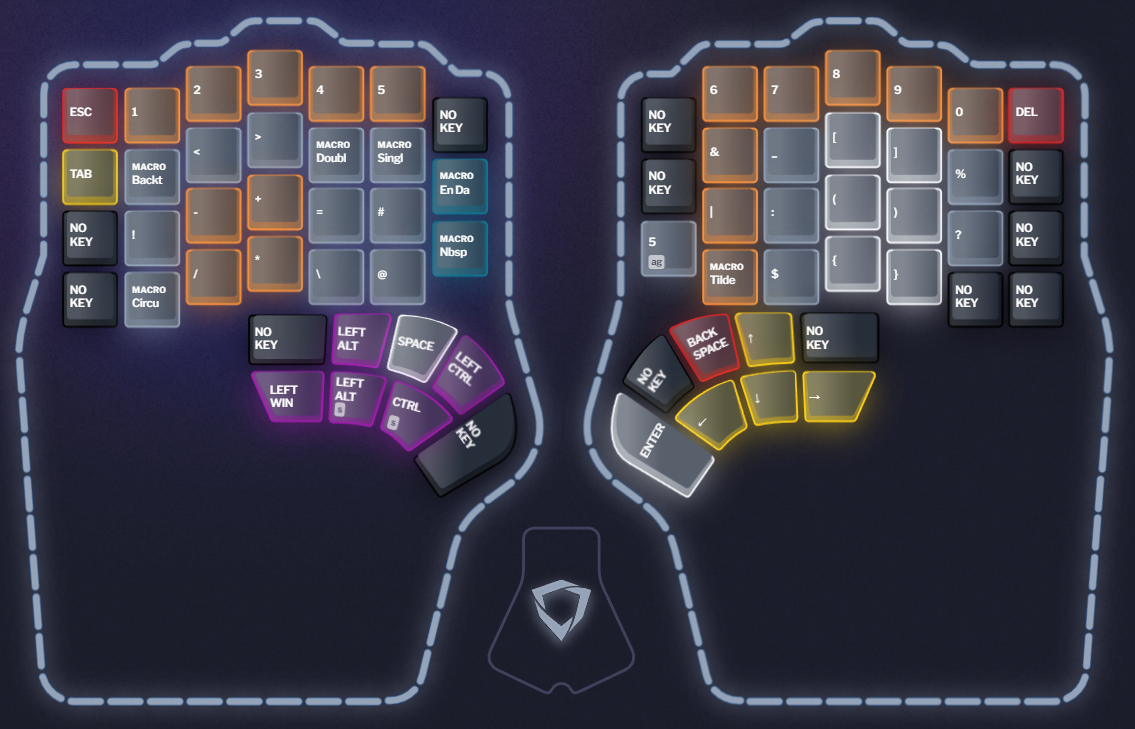 3
8
2
4
5
6
7
9
ESC
1
NO
KEY
NO
KEY
0
DEL
<
>
MACRO
Doubl
MACRO
Singl
&
_
[
]
TAB
MACRO
Backt
MACRO
En Da
NO
KEY
%
NO
KEY
-
+
=
#
|
:
(
)
NO
KEY
!
MACRO
Nbsp
5
ag
?
NO
KEY
/
*
\
@
MACRO
Tilde
$
{
}
NO
KEY
MACRO
Circu
NO
KEY
NO
KEY
NO
KEY
LEFT
ALT
SPACE
LEFT
CTRL
NO
KEY
BACK
SPACE
↑
NO
KEY
LEFT
WIN
LEFT
ALT
s
CTRL
s
NO
KEY
ENTER
←
↓
→